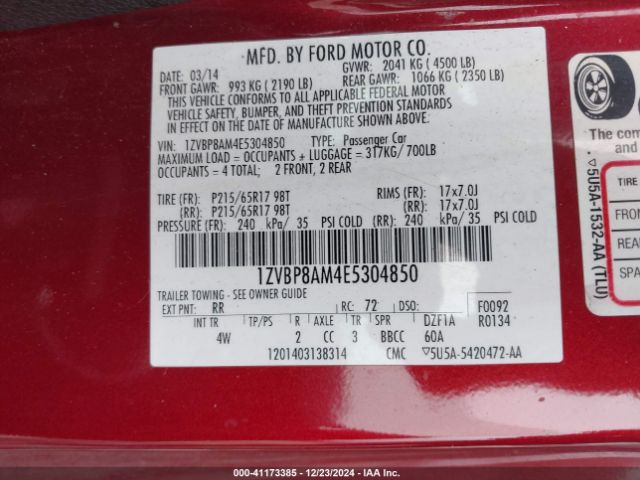 MFD. BY FORD MOTOR CO.
DATE: 03/14 GVWR: 2041 KG ( 4500 LB)
FRONT GAWR: 993 KG ( 2190 LB) REAR GAWR: 1066 KG ( 2350 LB)
THIS VEHICLE CONFORMS TO ALL APPLICABLE FEDERAL MOTOR
VEHICLE SAFETY, BUMPER, AND THEFT PREVENTION STANDARDS
IN EFFECT ON THE DATE OF MANUFACTURE SHOWN ABOVE.
VIN: 1ZVBP8AM4E5304850 TYPE: Passenger Car
MAXIMUM LOAD = OCCUPANTS + LUGGAGE = 317KG/ 700LB
OCCUPANTS = 4 TOTAL: 2 FRONT, 2 REAR
TIRE (FR): P215/65R17 98T RIMS (FR): 17x7.0J
(RR): P215/65R17 98T (RR): 17x7.0J
PRESSURE (FR): 240 kPa/ 35 PSI COLD (RR): 240 kPa/ 35 PSI COLD
1ZVBP8AM4E5304850
TRAILER TOWING - SEE OWNER GUIDE
EXT PNT: RR RC: 72 DSO: F0092
INT TR TP/PS R AXLE TR SPR DZF1A R0134
4W 2 CC 3 BBCC 60A
1201403138314 CMC ▽5U5A-5420472-AA
The com
and
▽5U5A-1532-AA (TLU)
TIRE
FRON
REA
SP
00-41173385 - 12/23/2024 - IAA Inc.